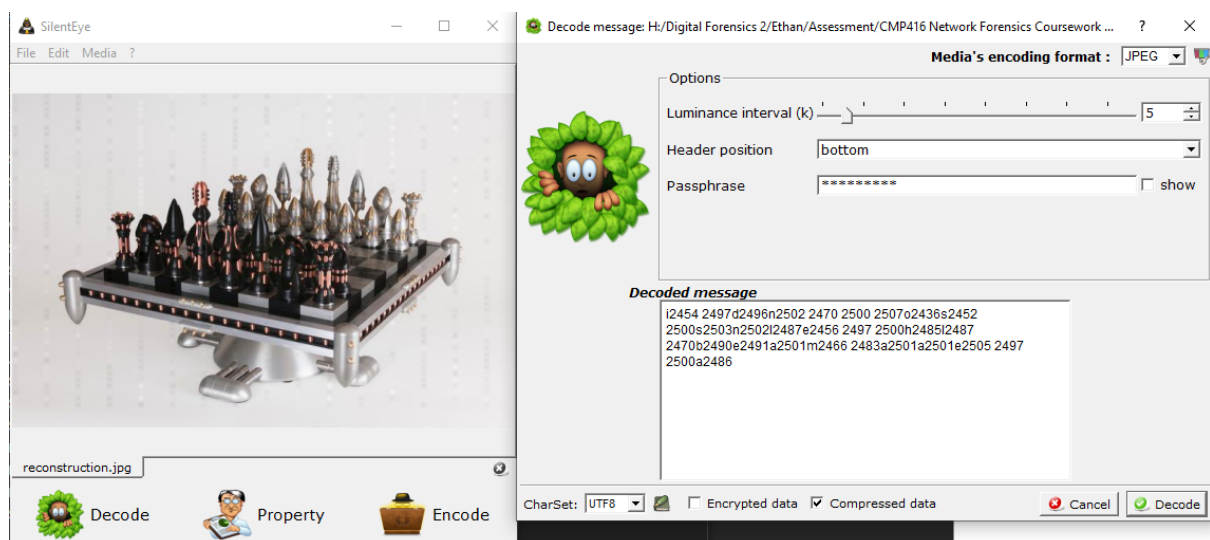 SilentEye
File Edit Media ?
reconstruction.jpg
Decode
Property
Encode
Decode message: H:/Digital Forensics 2/Ethan/Assessment/CMP416 Network Forensics Coursework ...
Media's encoding format : JPEG
Options
Luminance interval (k) 5
Header position bottom
Passphrase ********* show
Decoded message
i2454 2497d2496n2502 2470 2500 2507o2436s2452
2500s2503n2502l2487e2456 2497 2500h2485l2487
2470b2490e2491a2501m2466 2483a2501a2501e2505 2497
2500a2486
CharSet: UTF8 Encrypted data Compressed data Cancel Decode